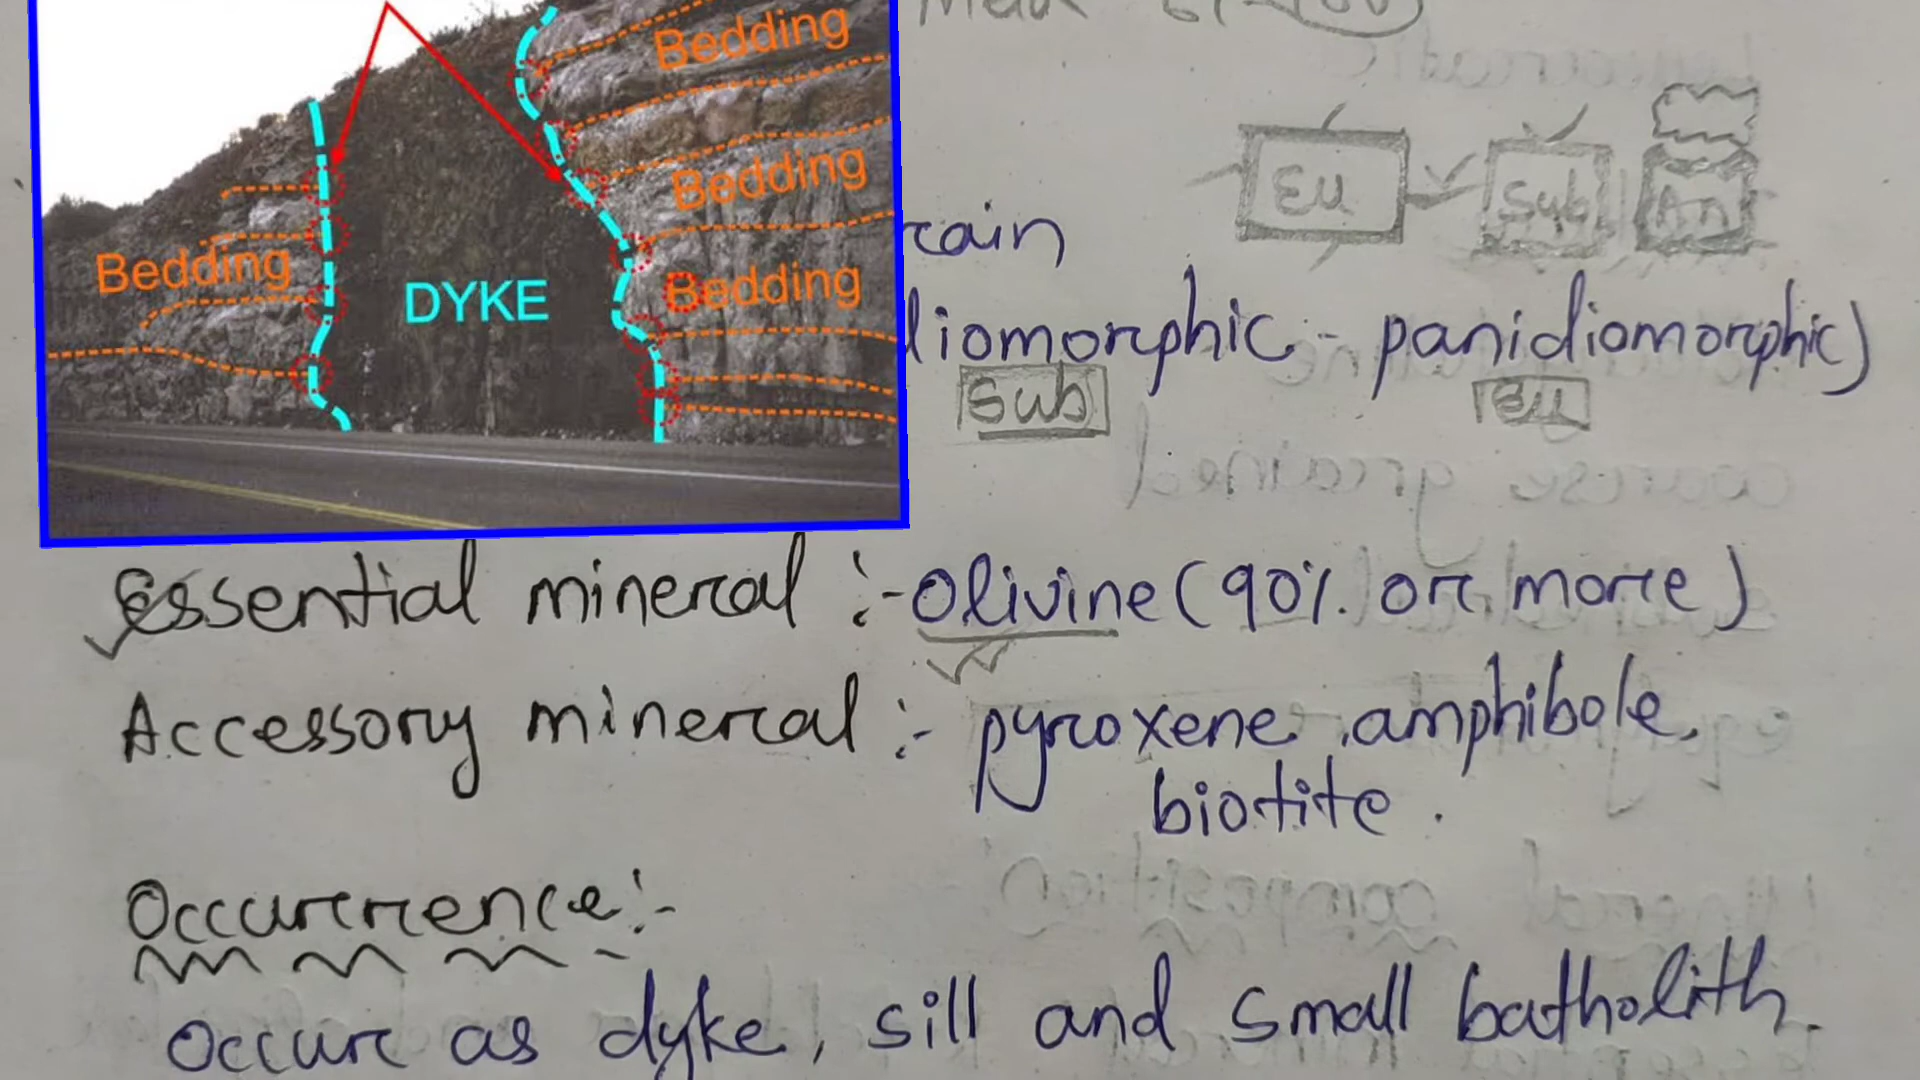 Bedding
Bedding
Bedding
DYKE
Bedding
Eu
Sub
An
rain
diomorphic - panidiomorphic)
Sub
Eu
Essential mineral :- Olivine (90% or more)
Accessory mineral :- pyroxene, amphibole,
biotite.
Occurrence :-
Occur as dyke, sill and small batholith.